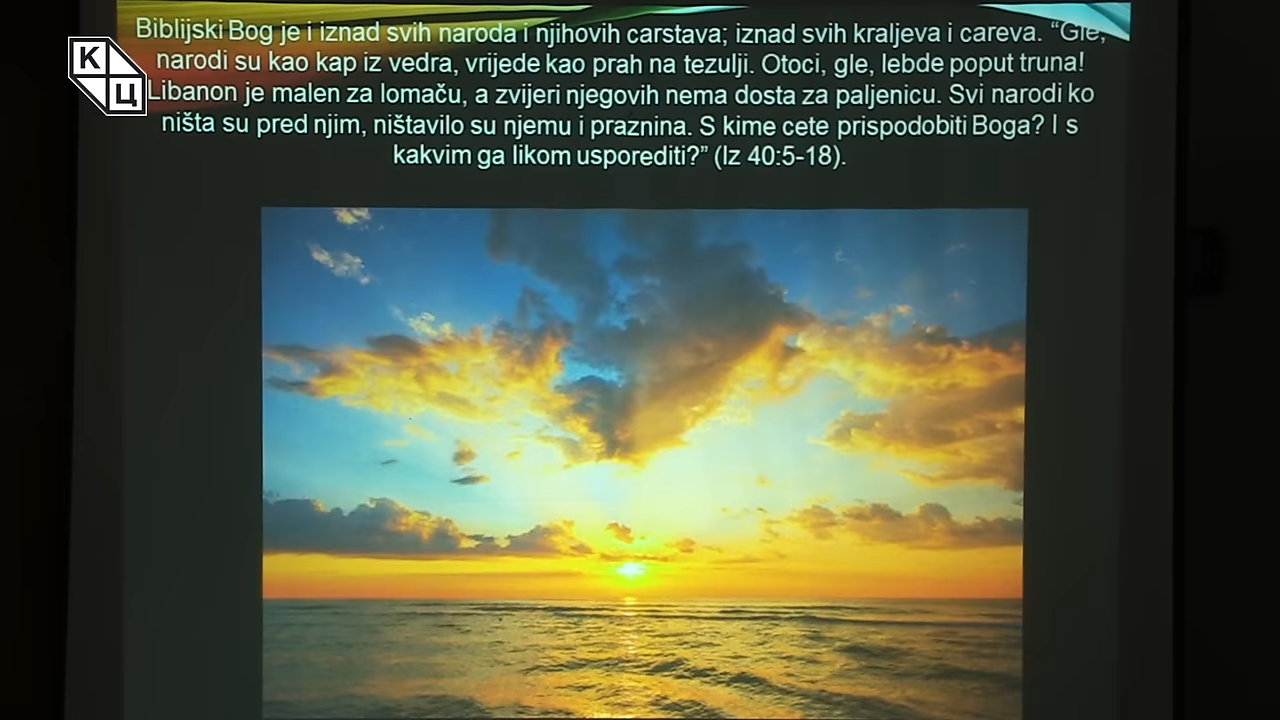 Biblijski Bog je i iznad svih naroda i njihovih carstava; iznad svih kraljeva i careva. “Gle,
narodi su kao kap iz vedra, vrijede kao prah na tezulji. Otoci, gle, lebde poput truna!
Libanon je malen za lomaču, a zvijeri njegovih nema dosta za paljenicu. Svi narodi ko
ništa su pred njim, ništavilo su njemu i praznina. S kime cete prispodobiti Boga? I s
kakvim ga likom usporediti?” (Iz 40:5-18).
К
Ц